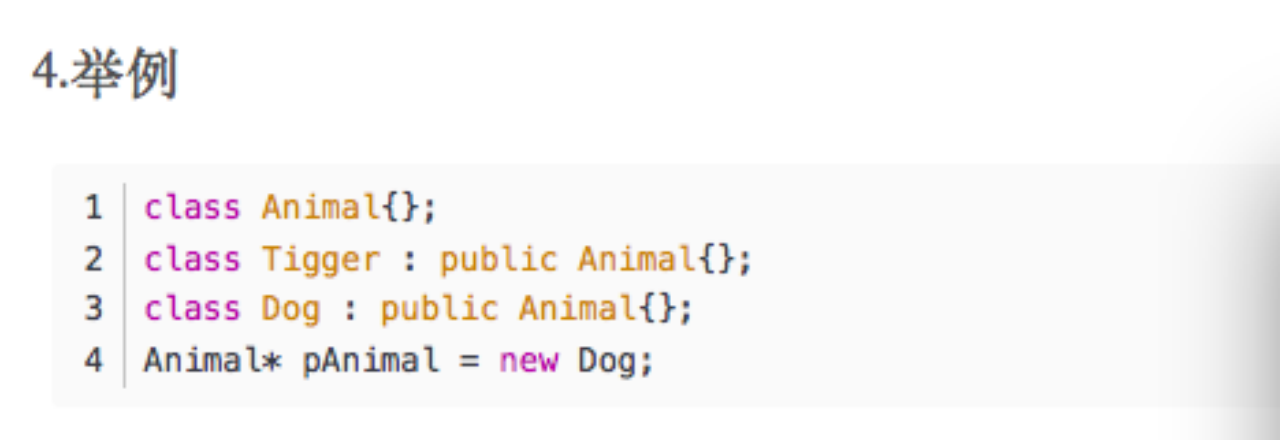 4.举例
1 class Animal{};
2 class Tigger : public Animal{};
3 class Dog : public Animal{};
4 Animal* pAnimal = new Dog;